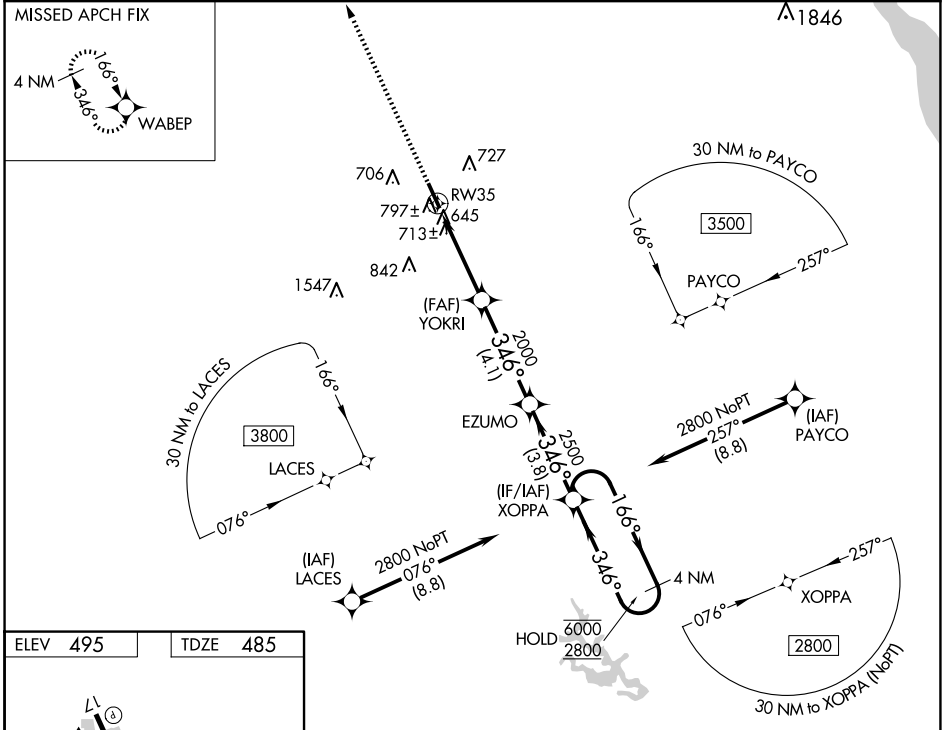 MISSED APCH FIX
4 NM
166°
346°
WABEP
1846
706
727
RW35
797±
645
713±
842
1547
(FAF)
YOKRI
2000
346°
(4.1)
EZUMO
2500
346°
(3.8)
(IF/IAF)
XOPPA
166°
346°
4 NM
HOLD
6000
2800
30 NM to PAYCO
3500
166°
257°
PAYCO
2800 NoPT
257°
(8.8)
(IAF)
PAYCO
30 NM to LACES
3800
166°
LACES
076°
(IAF)
LACES
2800 NoPT
076°
(8.8)
257°
XOPPA
076°
2800
30 NM to XOPPA (NoPT)
ELEV 495
TDZE 485
17
P